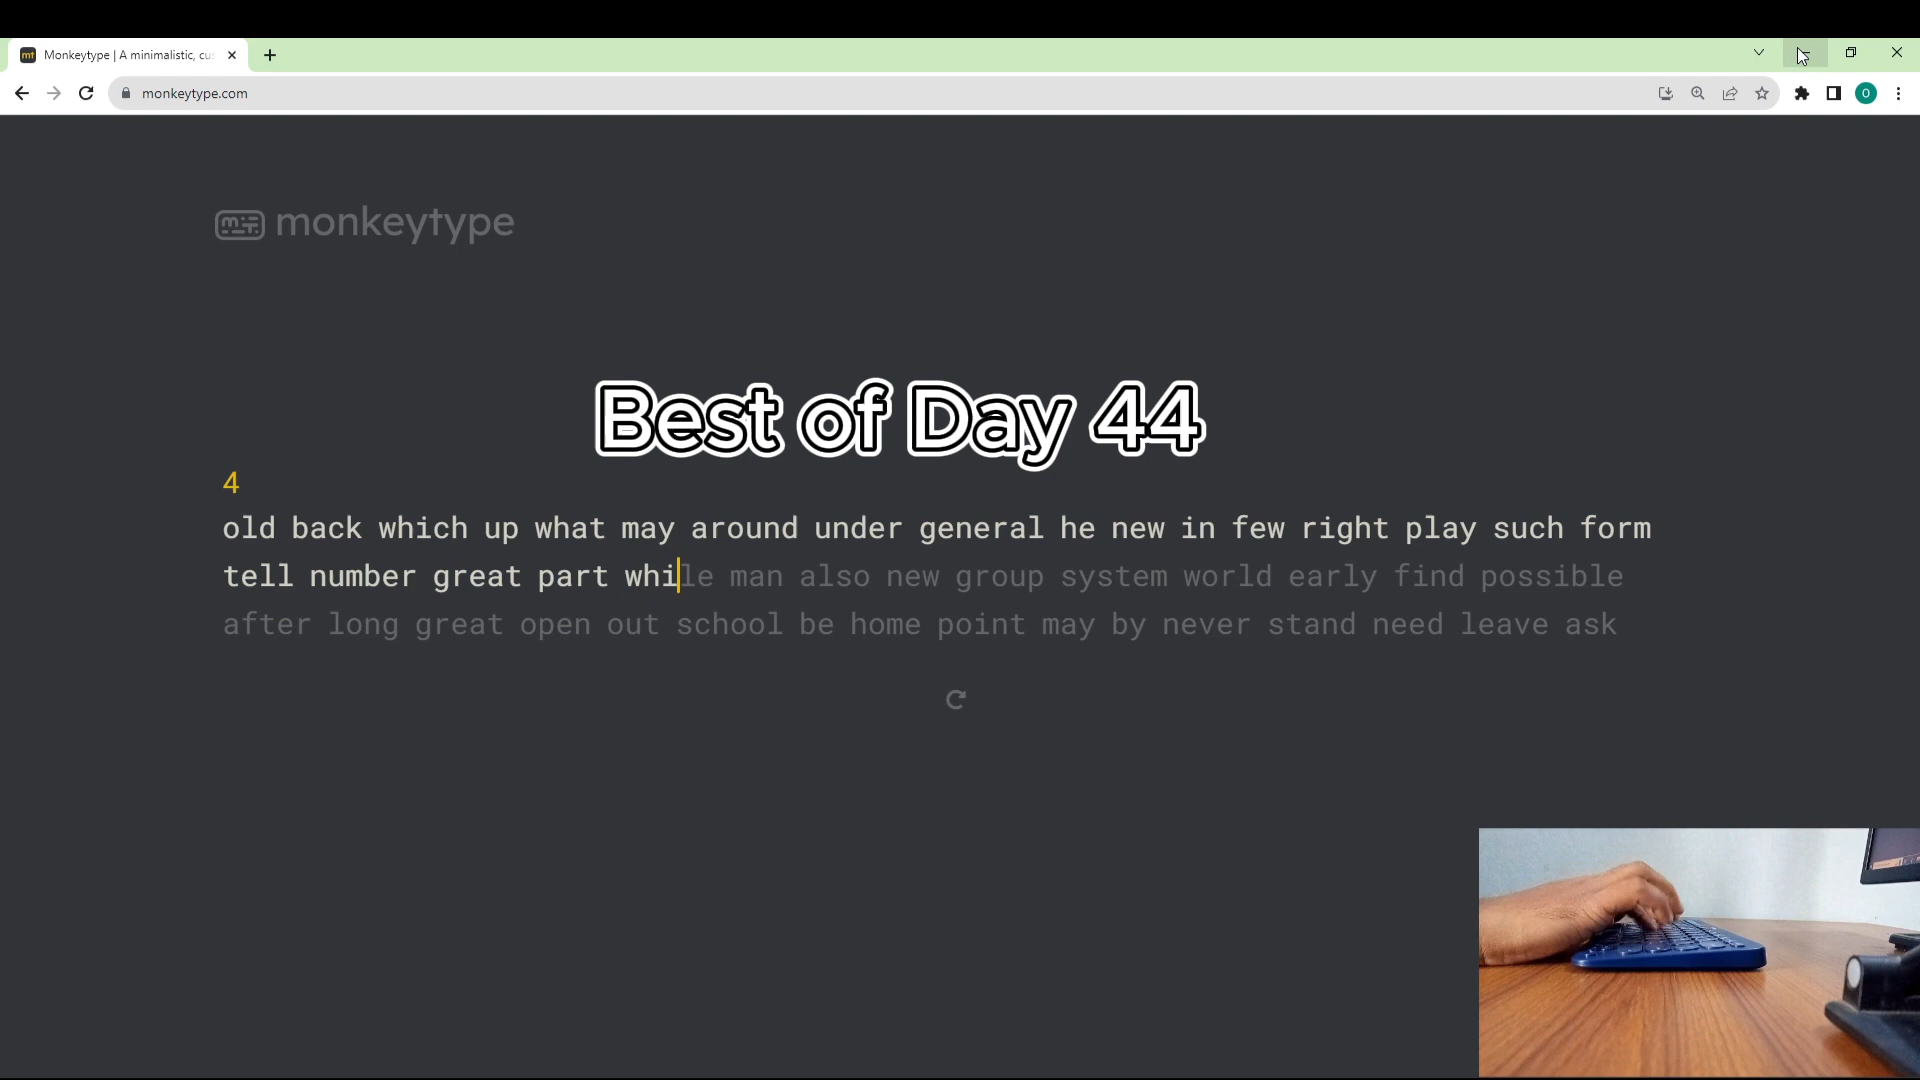 mt Monkeytype | A minimalistic, cus
monkeytype.com
O
monkeytype
Best of Day 44
4
old back which up what may around under general he new in few right play such form
tell number great part while man also new group system world early find possible
after long great open out school be home point may by never stand need leave ask